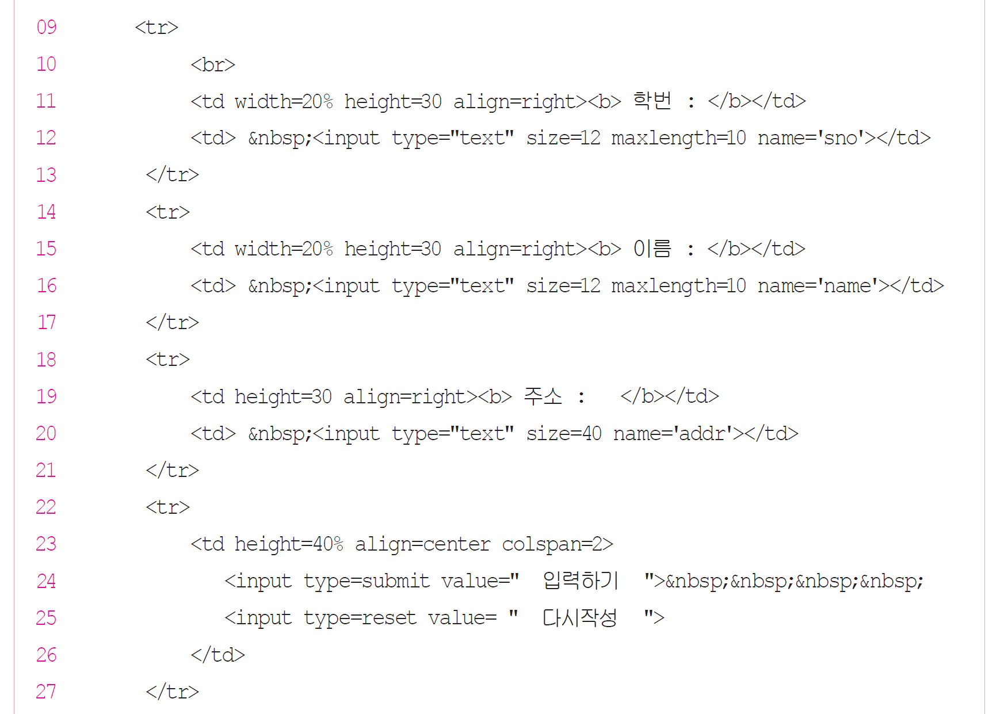 09 <tr>
10 <br>
11 <td width=20% height=30 align=right><b> 학번 : </b></td>
12 <td> &nbsp;<input type="text" size=12 maxlength=10 name='sno'></td>
13 </tr>
14 <tr>
15 <td width=20% height=30 align=right><b> 이름 : </b></td>
16 <td> &nbsp;<input type="text" size=12 maxlength=10 name='name'></td>
17 </tr>
18 <tr>
19 <td height=30 align=right><b> 주소 :   </b></td>
20 <td> &nbsp;<input type="text" size=40 name='addr'></td>
21 </tr>
22 <tr>
23 <td height=40% align=center colspan=2>
24 <input type=submit value="  입력하기  ">&nbsp;&nbsp;&nbsp;&nbsp;
25 <input type=reset value= "  다시작성  ">
26 </td>
27 </tr>